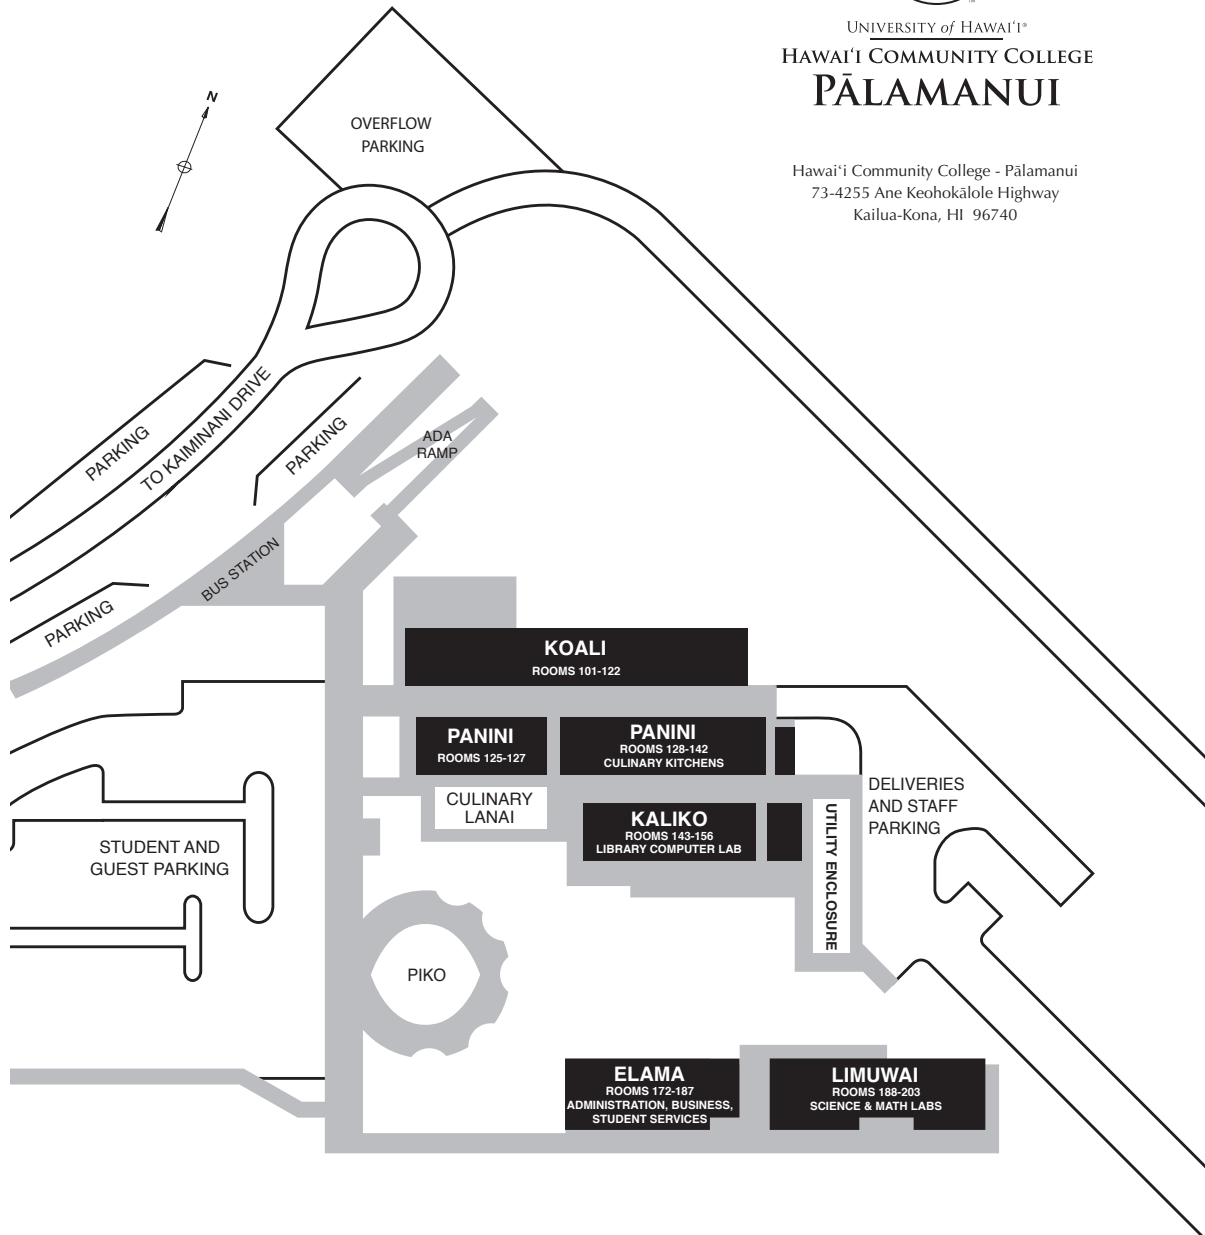 UNIVERSITY of HAWAI‘I®
HAWAI‘I COMMUNITY COLLEGE
PĀLAMANUI
Hawai‘i Community College - Pālamanui
73-4255 Ane Keohokālole Highway
Kailua-Kona, HI 96740
N
OVERFLOW
PARKING
PARKING
TO KAIMINANI DRIVE
PARKING
ADA
RAMP
BUS STATION
PARKING
KOALI
ROOMS 101-122
PANINI
ROOMS 125-127
PANINI
ROOMS 128-142
CULINARY KITCHENS
CULINARY
LANAI
KALIKO
ROOMS 143-156
LIBRARY COMPUTER LAB
UTILITY ENCLOSURE
DELIVERIES
AND STAFF
PARKING
STUDENT AND
GUEST PARKING
PIKO
ELAMA
ROOMS 172-187
ADMINISTRATION, BUSINESS,
STUDENT SERVICES
LIMUWAI
ROOMS 188-203
SCIENCE & MATH LABS